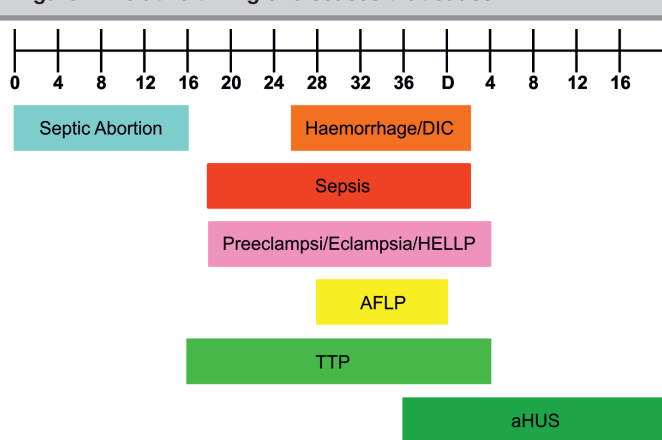 0 4 8 12 16 20 24 28 32 36 D 4 8 12 16
Septic Abortion Haemorrhage/DIC
Sepsis
Preeclampsi/Eclampsia/HELLP
AFLP
TTP
aHUS